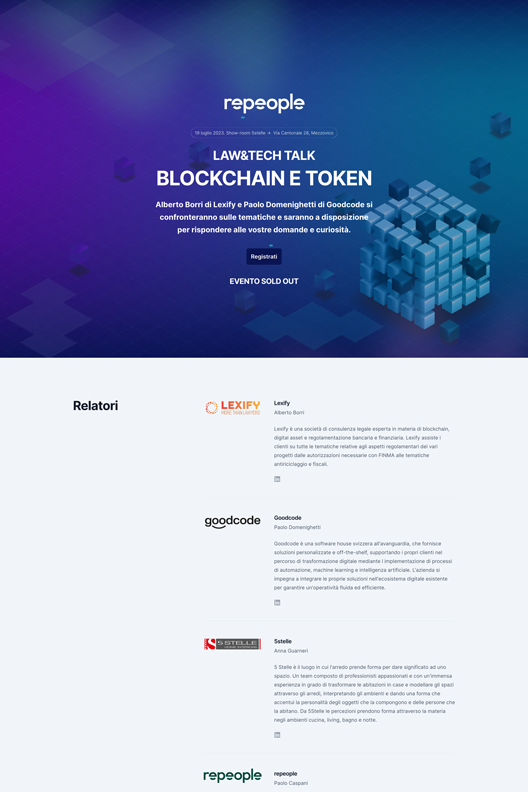 repeople
19 luglio 2023, Show-room 5stelle • Via Cantonale 28, Mezzovico
LAW&TECH TALK
BLOCKCHAIN E TOKEN
Alberto Borri di Lexify e Paolo Domenighetti di Goodcode si
confronteranno sulle tematiche e saranno a disposizione
per rispondere alle vostre domande e curiosità.
Registrati
EVENTO SOLD OUT
Relatori
LEXIFY
MORE THAN LAWYERS
Lexify
Alberto Borri
Lexify è una società di consulenza legale esperta in materia di blockchain,
digital asset e regolamentazione bancaria e finanziaria. Lexify assiste i
clienti su tutte le tematiche relative agli aspetti regolamentari dei vari
progetti dalle autorizzazioni necessarie con FINMA alle tematiche
antiriciclaggio e fiscali.
goodcode
Goodcode
Paolo Domenighetti
Goodcode è una software house svizzera all'avanguardia, che fornisce
soluzioni personalizzate e off-the-shelf, supportando i propri clienti nel
percorso di trasformazione digitale mediante l implementazione di processi
di automazione, machine learning e intelligenza artificiale. L'azienda si
impegna a integrare le proprie soluzioni nell'ecosistema digitale esistente
per garantire un'operatività fluida ed efficiente.
5 STELLE
5stelle
Anna Guarneri
5 Stelle è il luogo in cui l'arredo prende forma per dare significato ad uno
spazio. Un team composto di professionisti appassionati e con un'immensa
esperienza in grado di trasformare le abitazioni in case e modellare gli spazi
attraverso gli arredi, interpretando gli ambienti e dando una forma che
accentui la personalità degli oggetti che la compongono e delle persone che
la abitano. Da 5Stelle le percezioni prendono forma attraverso la materia
negli ambienti cucina, living, bagno e notte.
repeople
repeople
Paolo Caspani